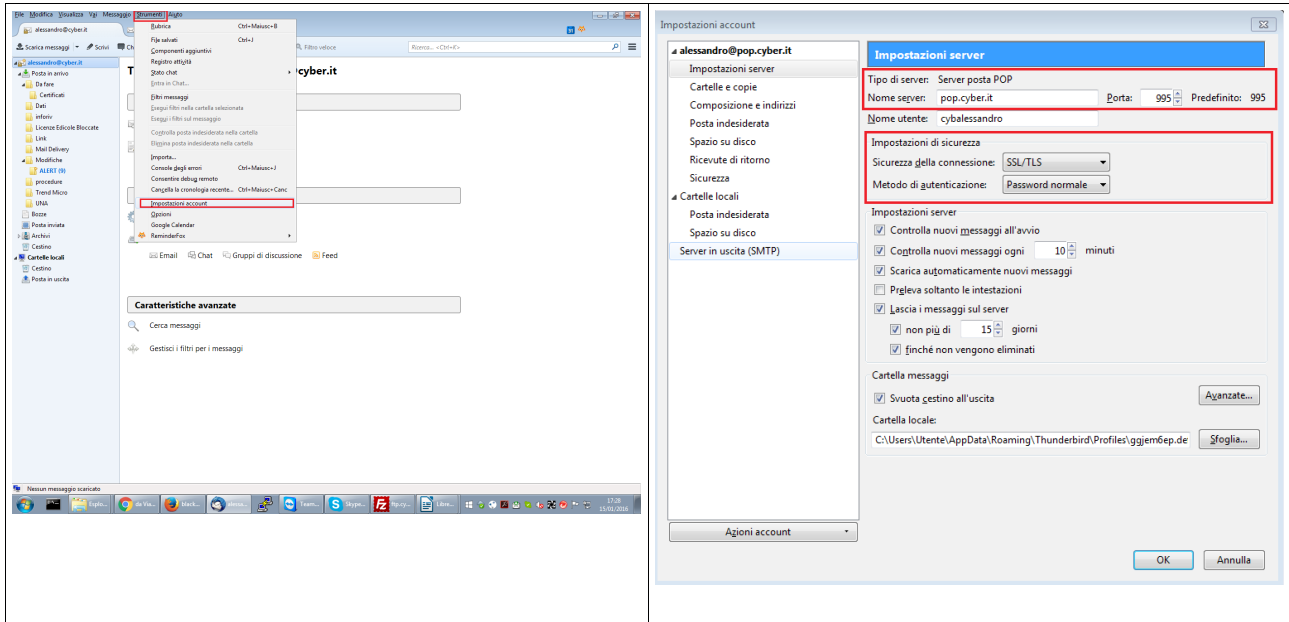 File Modifica Visualizza Vai Messaggio Strumenti Aiuto
alessandro@cyber.it
Scarica messaggi Scrivi Ch Filtro veloce Ricerca... <Ctrl+K>
alessandro@cyber.it
Posta in arrivo
Da fare
Certificati
Dati
inforiv
Licenze Edicole Bloccate
Link
Mail Delivery
Modifiche
ALERT (9)
procedure
Trend Micro
UNA
Bozze
Posta inviata
Archivi
Cestino
Cartelle locali
Cestino
Posta in uscita
Rubrica Ctrl+Maiusc+B
File salvati Ctrl+J
Componenti aggiuntivi
Registro attività
Stato chat
Entra in Chat...
Filtri messaggi
Esegui filtri nella cartella selezionata
Esegui i filtri sul messaggio
Controlla posta indesiderata nella cartella
Elimina posta indesiderata nella cartella
Importa...
Console degli errori Ctrl+Maiusc+J
Consentire debug remoto
Cancella la cronologia recente... Ctrl+Maiusc+Canc
Impostazioni account
Opzioni
Google Calendar
ReminderFox
T
cyber.it
Email Chat Gruppi di discussione Feed
Caratteristiche avanzate
Cerca messaggi
Gestisci i filtri per i messaggi
Nessun messaggio scaricato
Esplo... da Via... black... alessa... Team... Skype... ftp.cy... Libre...
17:28
15/01/2016
Impostazioni account
alessandro@pop.cyber.it
Impostazioni server
Cartelle e copie
Composizione e indirizzi
Posta indesiderata
Spazio su disco
Ricevute di ritorno
Sicurezza
Cartelle locali
Posta indesiderata
Spazio su disco
Server in uscita (SMTP)
Azioni account
Impostazioni server
Tipo di server: Server posta POP
Nome server: pop.cyber.it Porta: 995 Predefinito: 995
Nome utente: cybalessandro
Impostazioni di sicurezza
Sicurezza della connessione: SSL/TLS
Metodo di autenticazione: Password normale
Impostazioni server
Controlla nuovi messaggi all'avvio
Controlla nuovi messaggi ogni 10 minuti
Scarica automaticamente nuovi messaggi
Preleva soltanto le intestazioni
Lascia i messaggi sul server
non più di 15 giorni
finché non vengono eliminati
Cartella messaggi
Svuota cestino all'uscita
Avanzate...
Cartella locale:
C:\Users\Utente\AppData\Roaming\Thunderbird\Profiles\ggjem6ep.de
Sfoglia...
OK Annulla